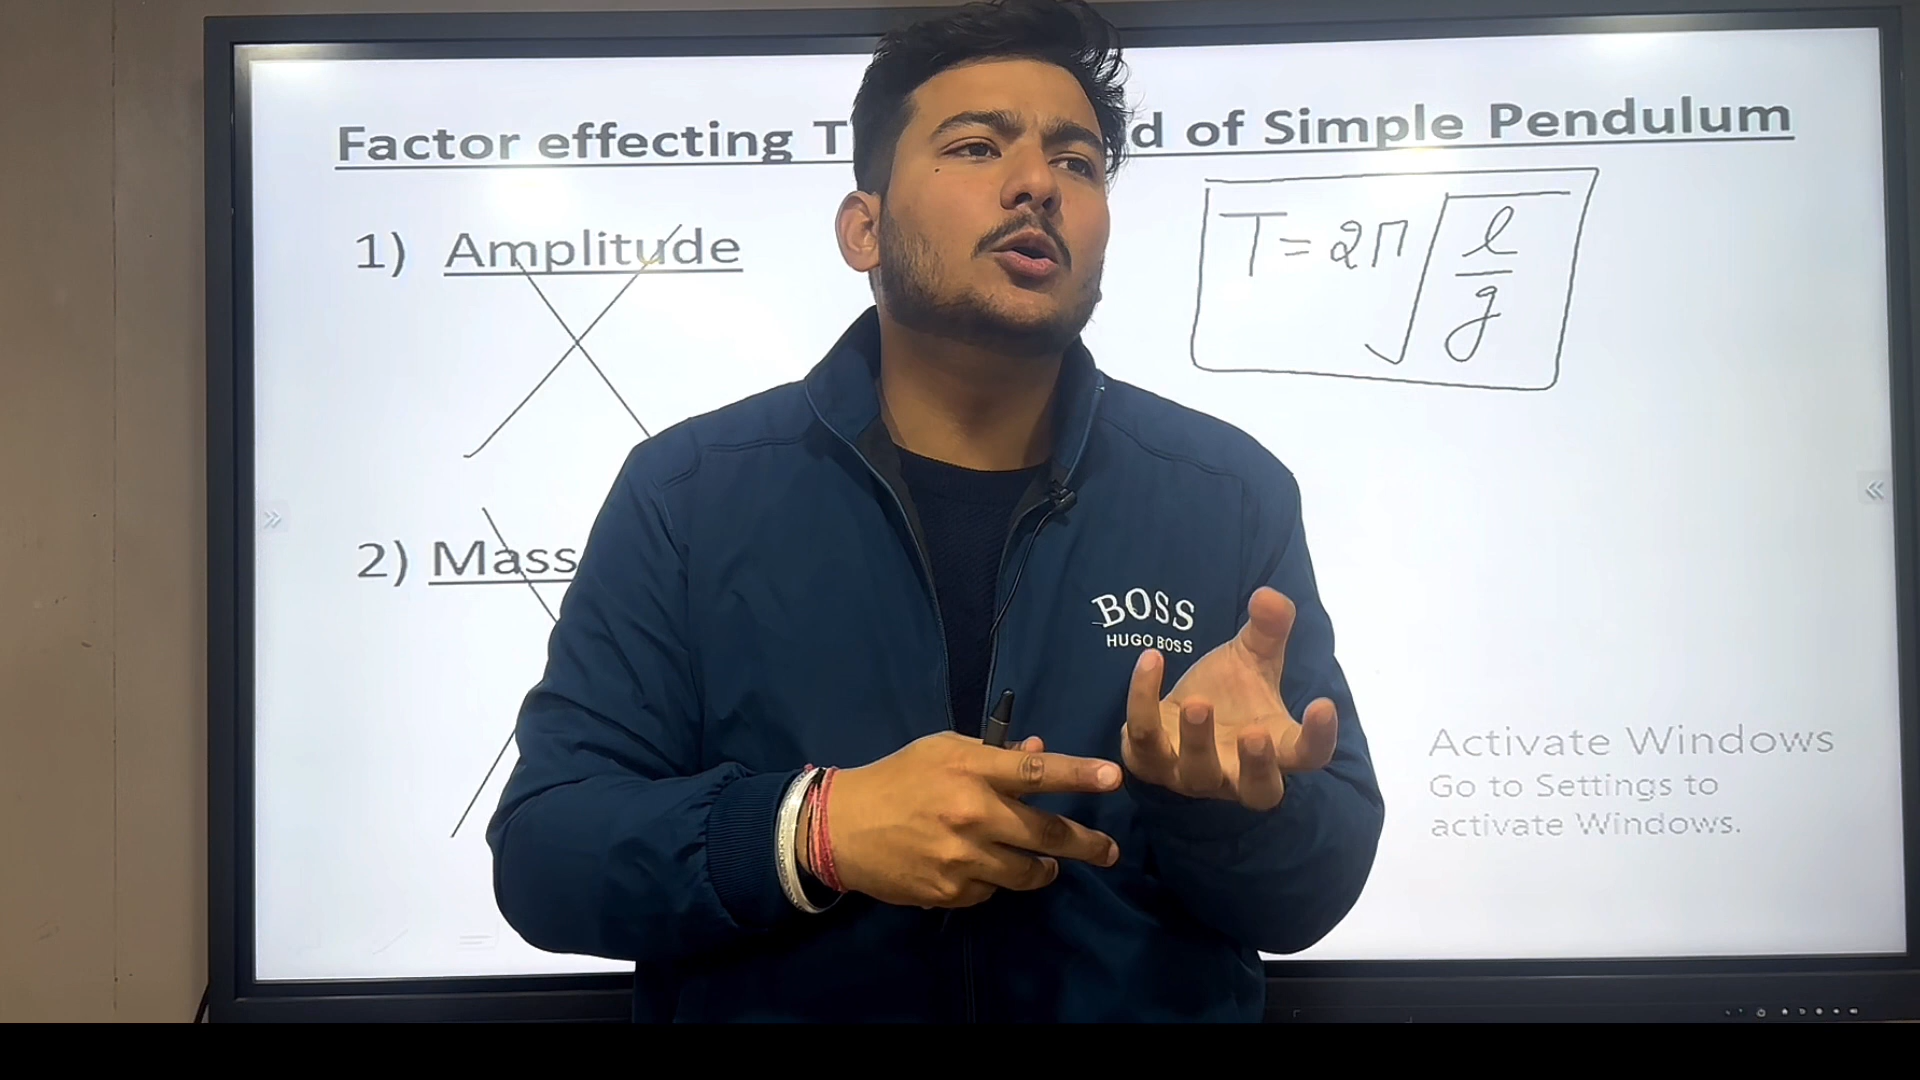 Factor effecting T d of Simple Pendulum
1) Amplitude
T = 2π √ l
g
2) Mass
BOSS
HUGO BOSS
Activate Windows
Go to Settings to
activate Windows.